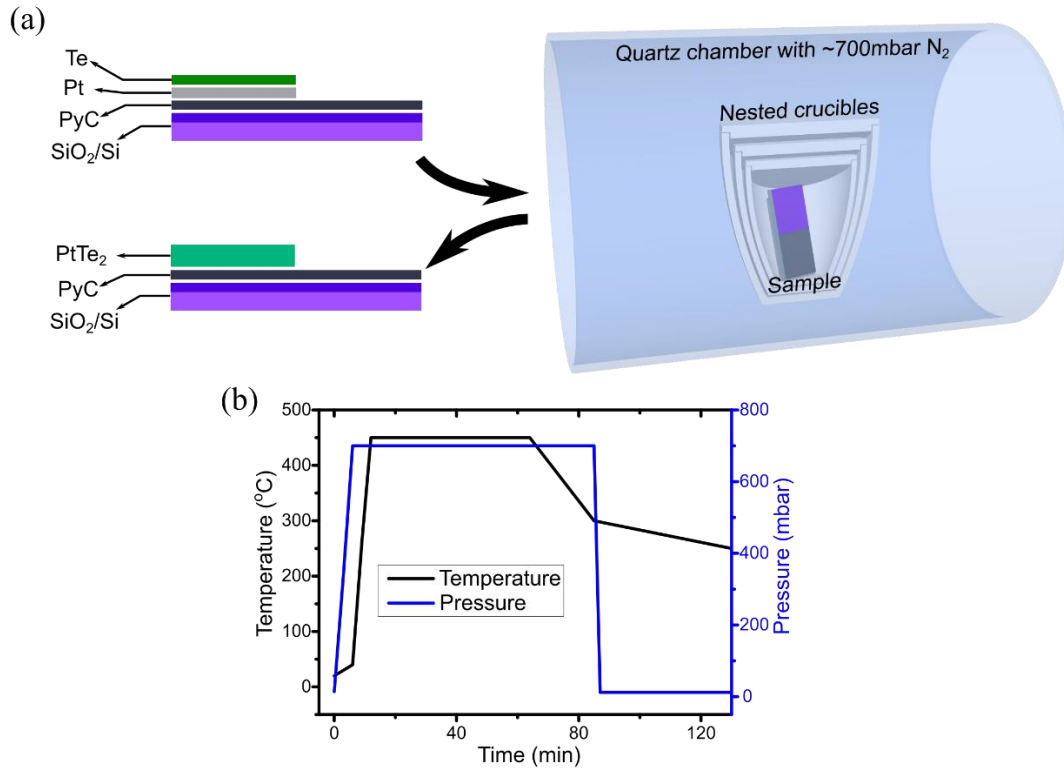 (a)
Te
Pt
PyC
SiO₂/Si
PtTe₂
PyC
SiO₂/Si
Quartz chamber with ~700mbar N₂
Nested crucibles
Sample
(b)
500
400
300
200
100
0
Temperature (°C)
800
600
400
200
0
Pressure (mbar)
Temperature
Pressure
0
40
80
120
Time (min)